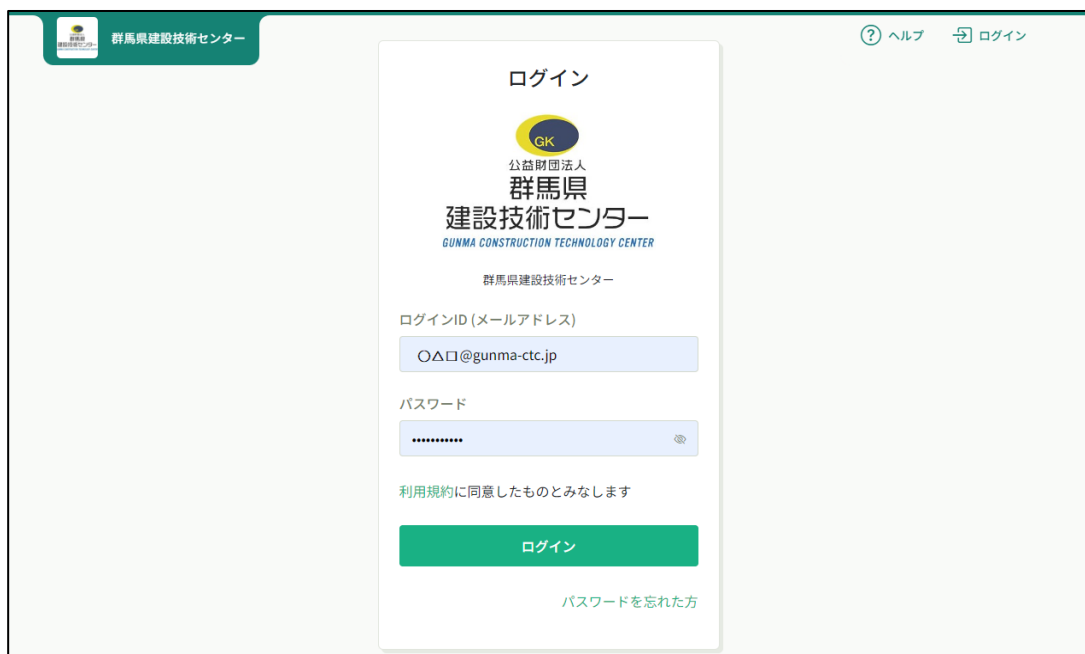 群馬県建設技術センター
ヘルプ
ログイン
ログイン
GK
公益財団法人
群馬県
建設技術センター
GUNMA CONSTRUCTION TECHNOLOGY CENTER
群馬県建設技術センター
ログインID (メールアドレス)
〇△□@gunma-ctc.jp
パスワード
•••••••••••
利用規約に同意したものとみなします
ログイン
パスワードを忘れた方